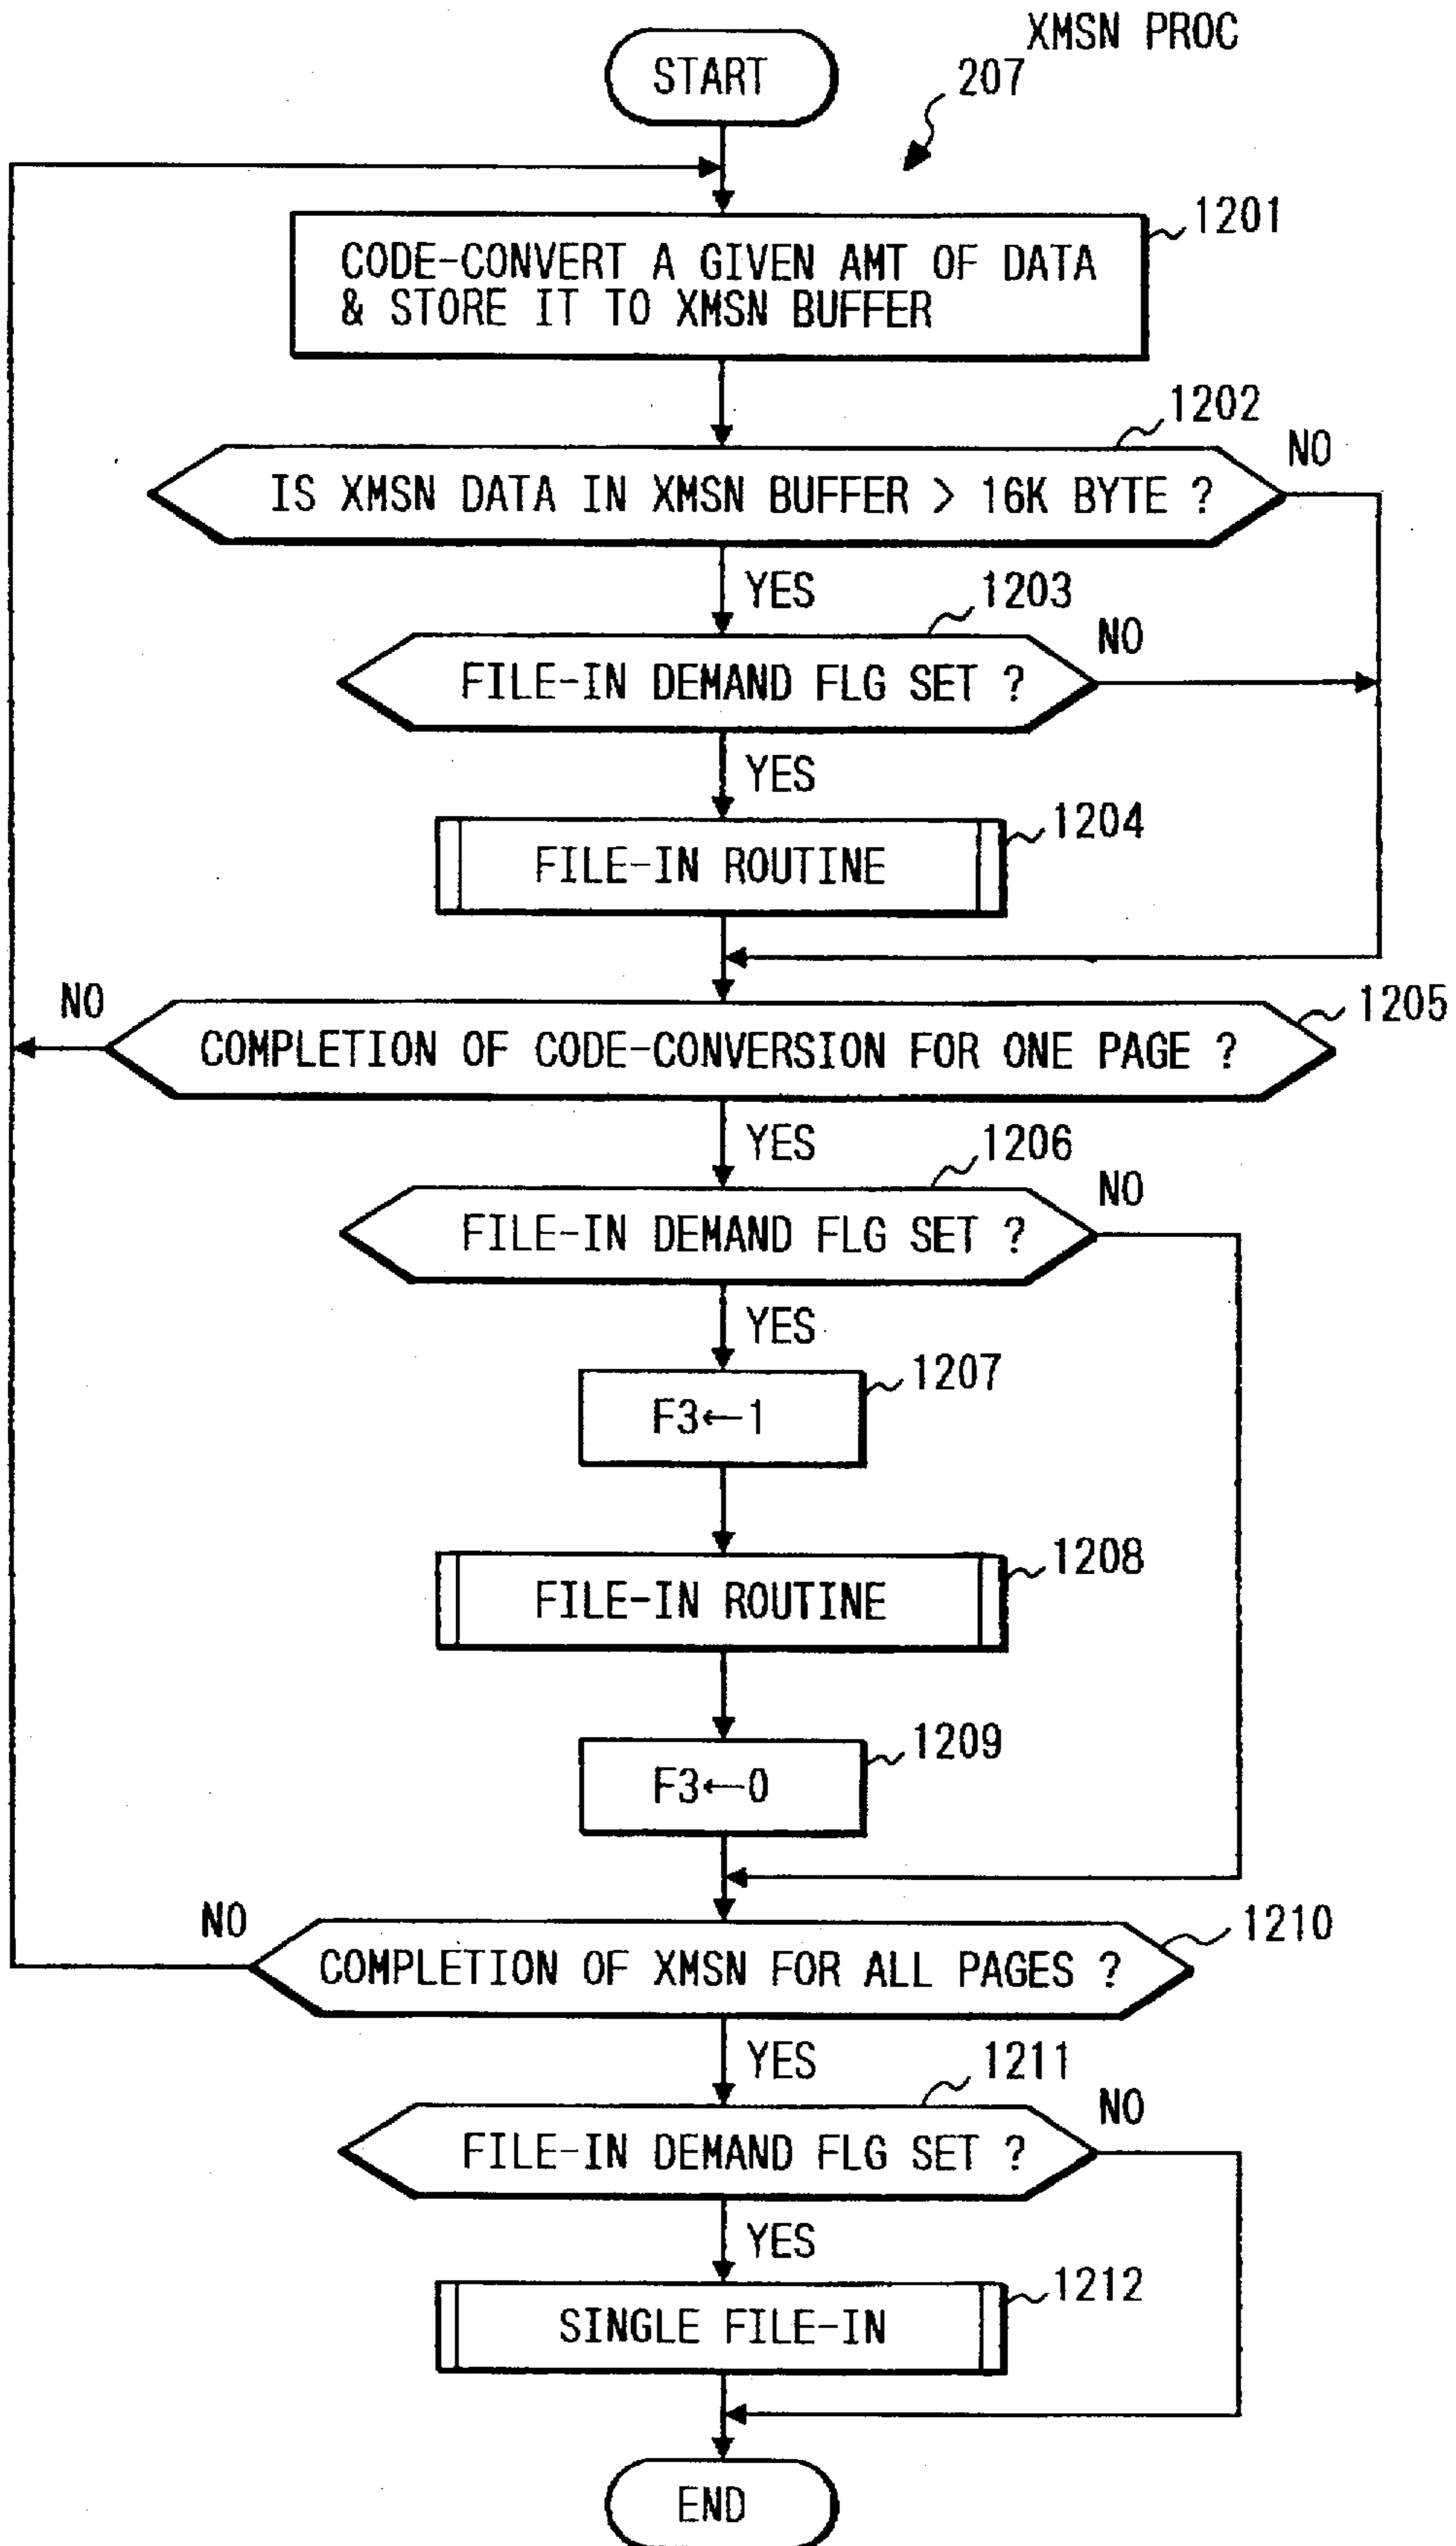 XMSN PROC
START
207
1201
CODE-CONVERT A GIVEN AMT OF DATA
& STORE IT TO XMSN BUFFER
1202
NO
IS XMSN DATA IN XMSN BUFFER > 16K BYTE ?
YES
1203
NO
FILE-IN DEMAND FLG SET ?
YES
1204
FILE-IN ROUTINE
NO
1205
COMPLETION OF CODE-CONVERSION FOR ONE PAGE ?
YES
1206
NO
FILE-IN DEMAND FLG SET ?
YES
1207
F3←1
1208
FILE-IN ROUTINE
1209
F3←0
NO
1210
COMPLETION OF XMSN FOR ALL PAGES ?
YES
1211
NO
FILE-IN DEMAND FLG SET ?
YES
1212
SINGLE FILE-IN
END